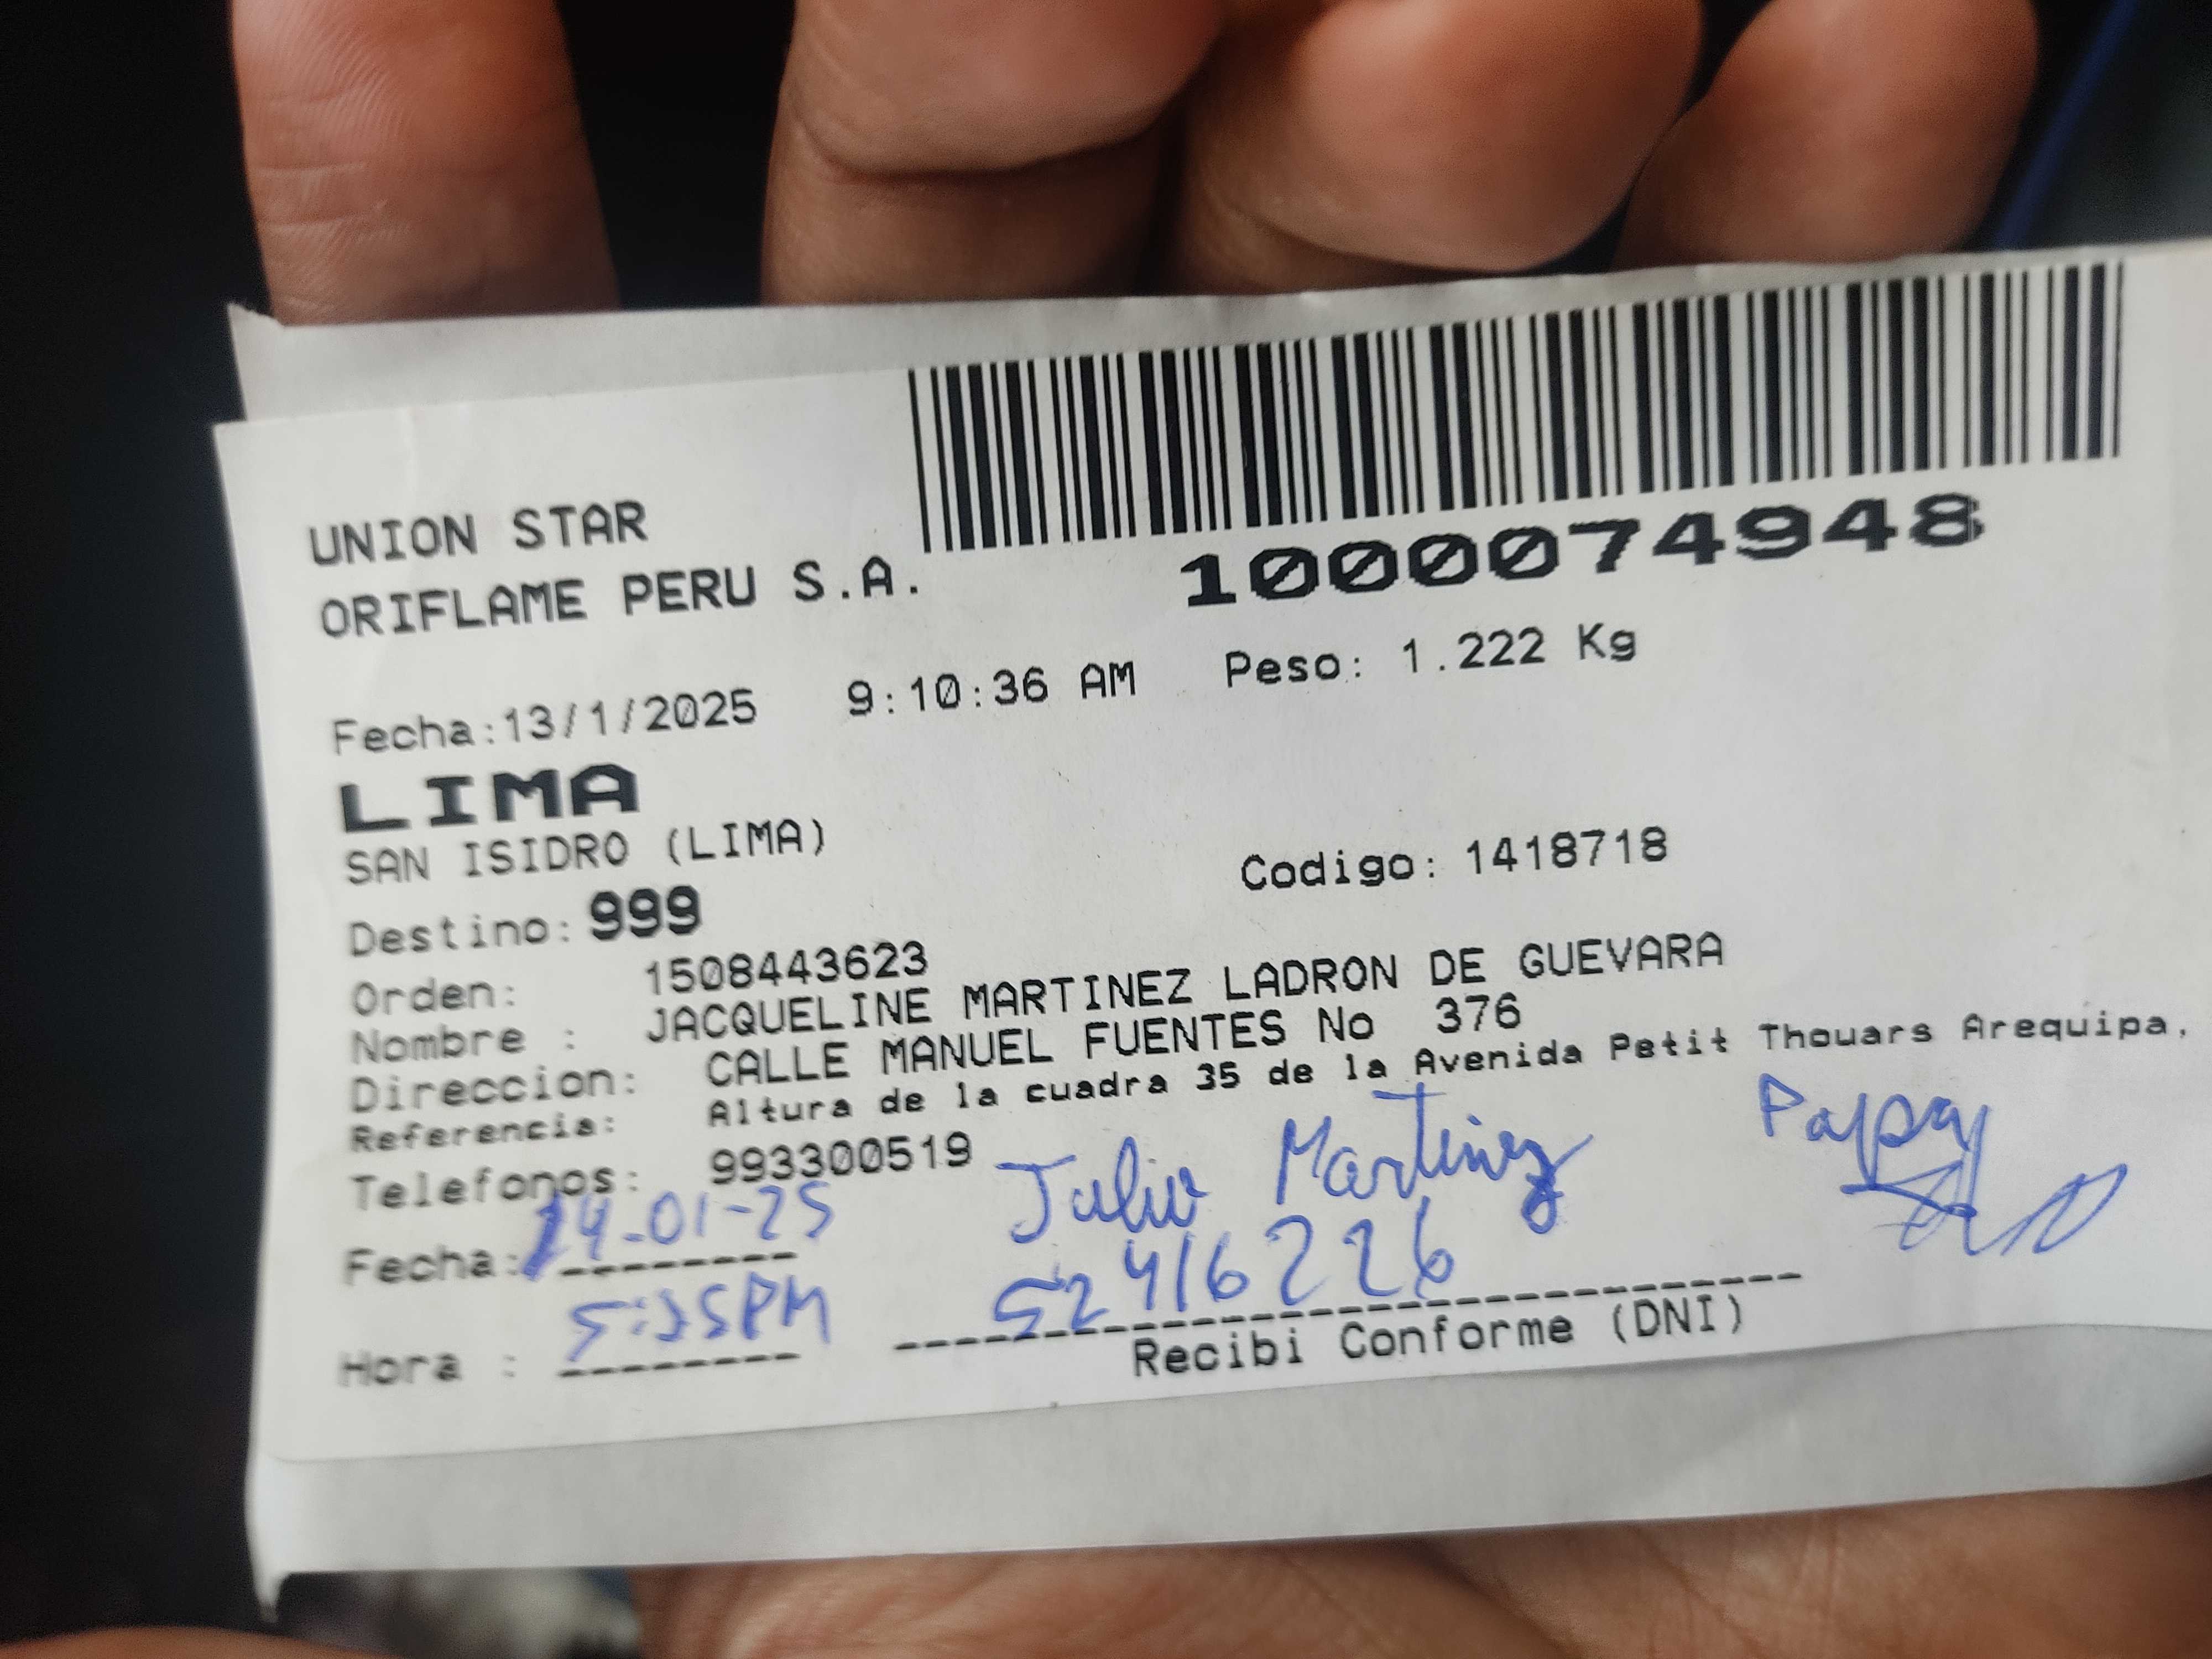 UNION STAR
ORIFLAME PERU S.A.
1000074948
Fecha:13/1/2025 9:10:36 AM Peso: 1.222 Kg
LIMA
SAN ISIDRO (LIMA)
Codigo: 1418718
Destino: 999
Orden: 1508443623
Nombre : JACQUELINE MARTINEZ LADRON DE GUEVARA
Direccion: CALLE MANUEL FUENTES No 376
Referencia: Altura de la cuadra 35 de la Avenida Petit Thouars Arequipa,
Telefonos: 993300519
Julio Martinez Papa
Fecha: 14-01-25
52416226
Hora :
Recibi Conforme (DNI)